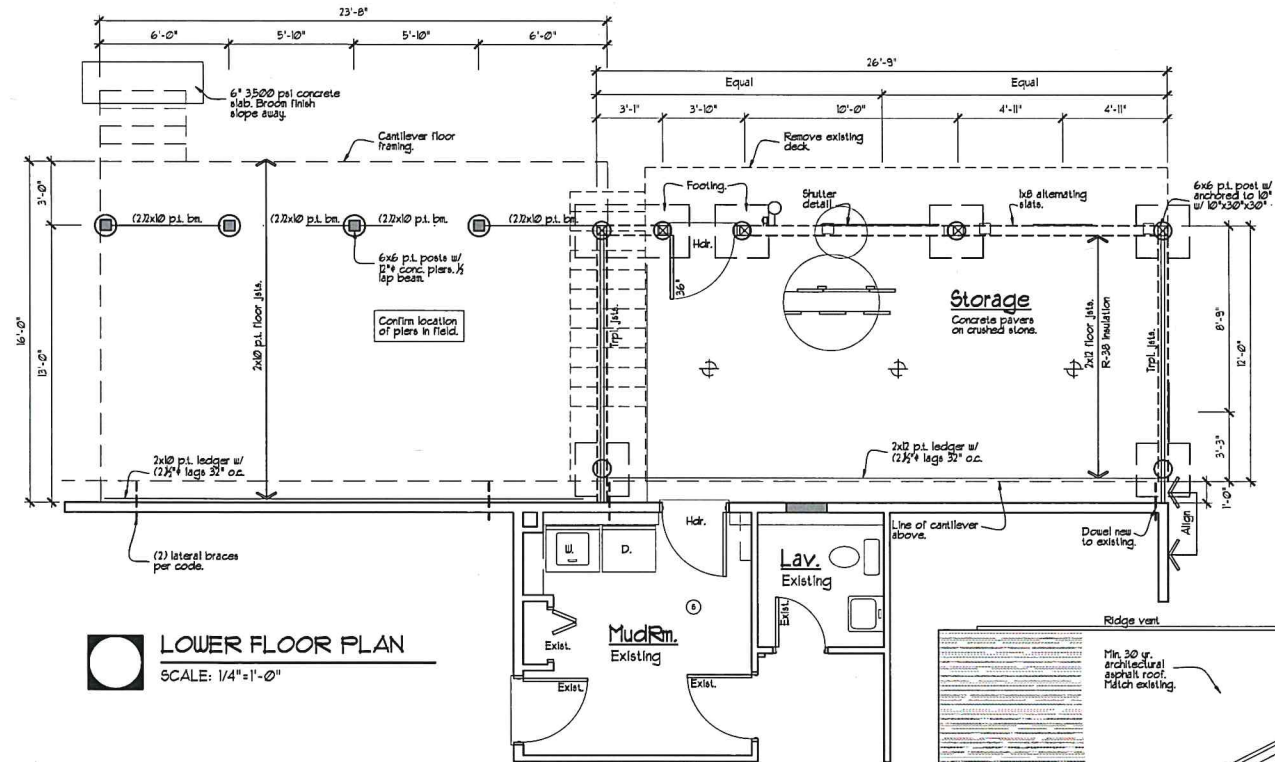 23'-8"
6'-0"
5'-10"
5'-10"
6'-0"
26'-9"
Equal
Equal
3'-1"
3'-10"
10'-0"
4'-11"
4'-11"
6" 3,500 psi concrete
slab. Broom finish
slope away.
Cantilever floor
framing.
Remove existing
deck.
Footing.
Shutter
detail
1x8 alternating
slats.
6x6 p.t. post w/
anchored to 10"
w/ 10"x30"x30"
3'-0"
16'-0"
13'-0"
(2)2x10 p.t. bm.
(2)2x10 p.t. bm.
(2)2x10 p.t. bm.
(2)2x10 p.t. bm.
Hdr.
36"
6x6 p.t. posts w/
12"φ conc. piers. ½
lap beam.
Confirm location
of piers in field.
2x10 p.t. floor jsts.
Trpl. jsts.
Storage
Concrete pavers
on crushed stone.
2x12 floor jsts.
R-38 insulation
Trpl. jsts.
8'-9"
12'-0"
3'-3"
1'-0"
2x10 p.t. ledger w/
(2)½"φ lags 32" o.c.
2x12 p.t. ledger w/
(2)½"φ lags 32" o.c.
(2) lateral braces
per code.
Hdr.
Line of cantilever
above.
Dowel new
to existing.
Align
W.
D.
Lav.
Existing
Exist.
MudRm.
Existing
Exist.
Exist.
Exist.
LOWER FLOOR PLAN
SCALE: 1/4"=1'-0"
Ridge vent
Min. 30 yr.
architectural
asphalt roof.
Match existing.